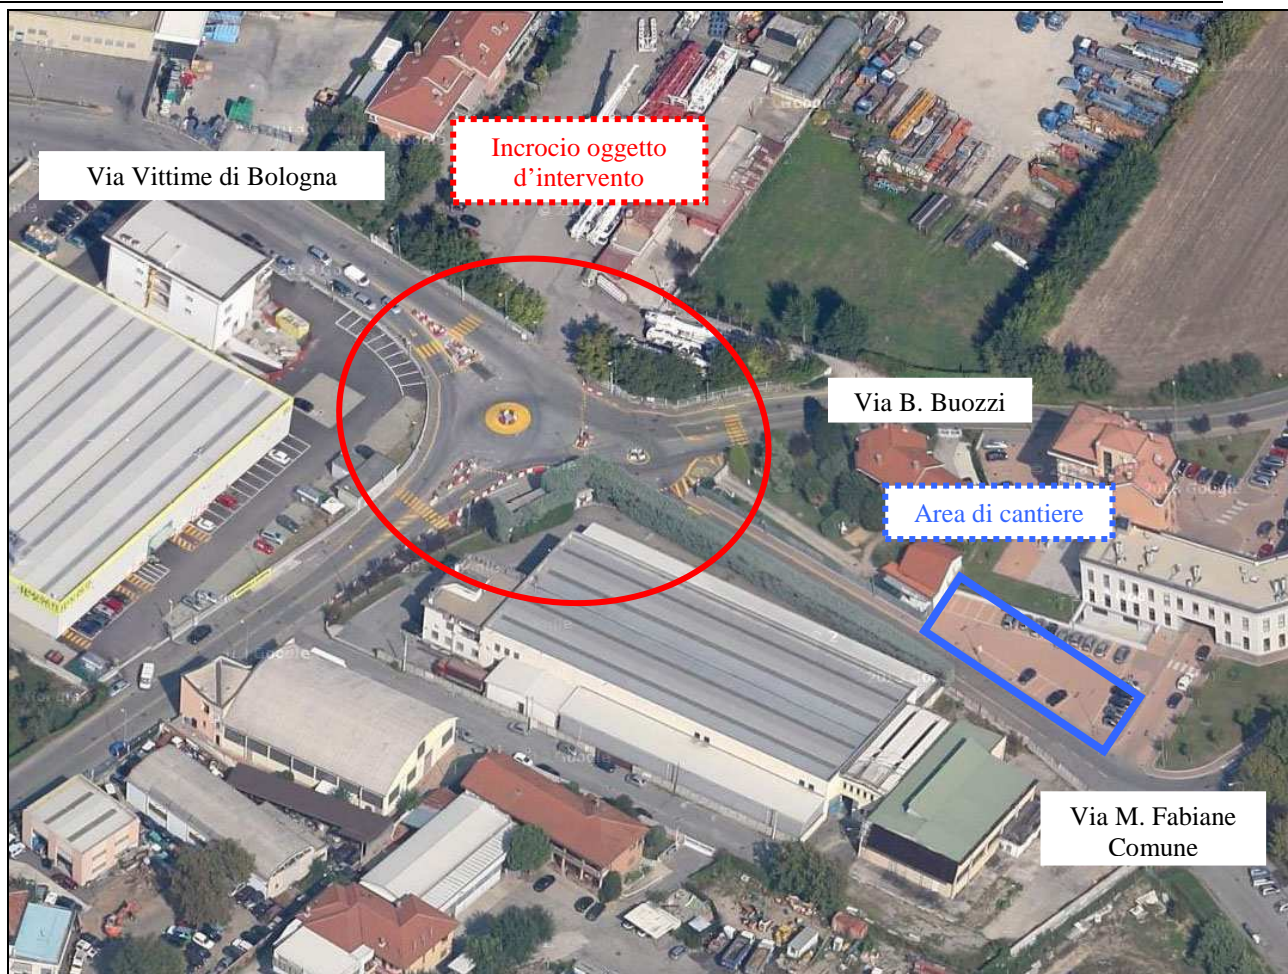 Incrocio oggetto
d'intervento
Via Vittime di Bologna
Via B. Buozzi
Area di cantiere
Via M. Fabiane
Comune